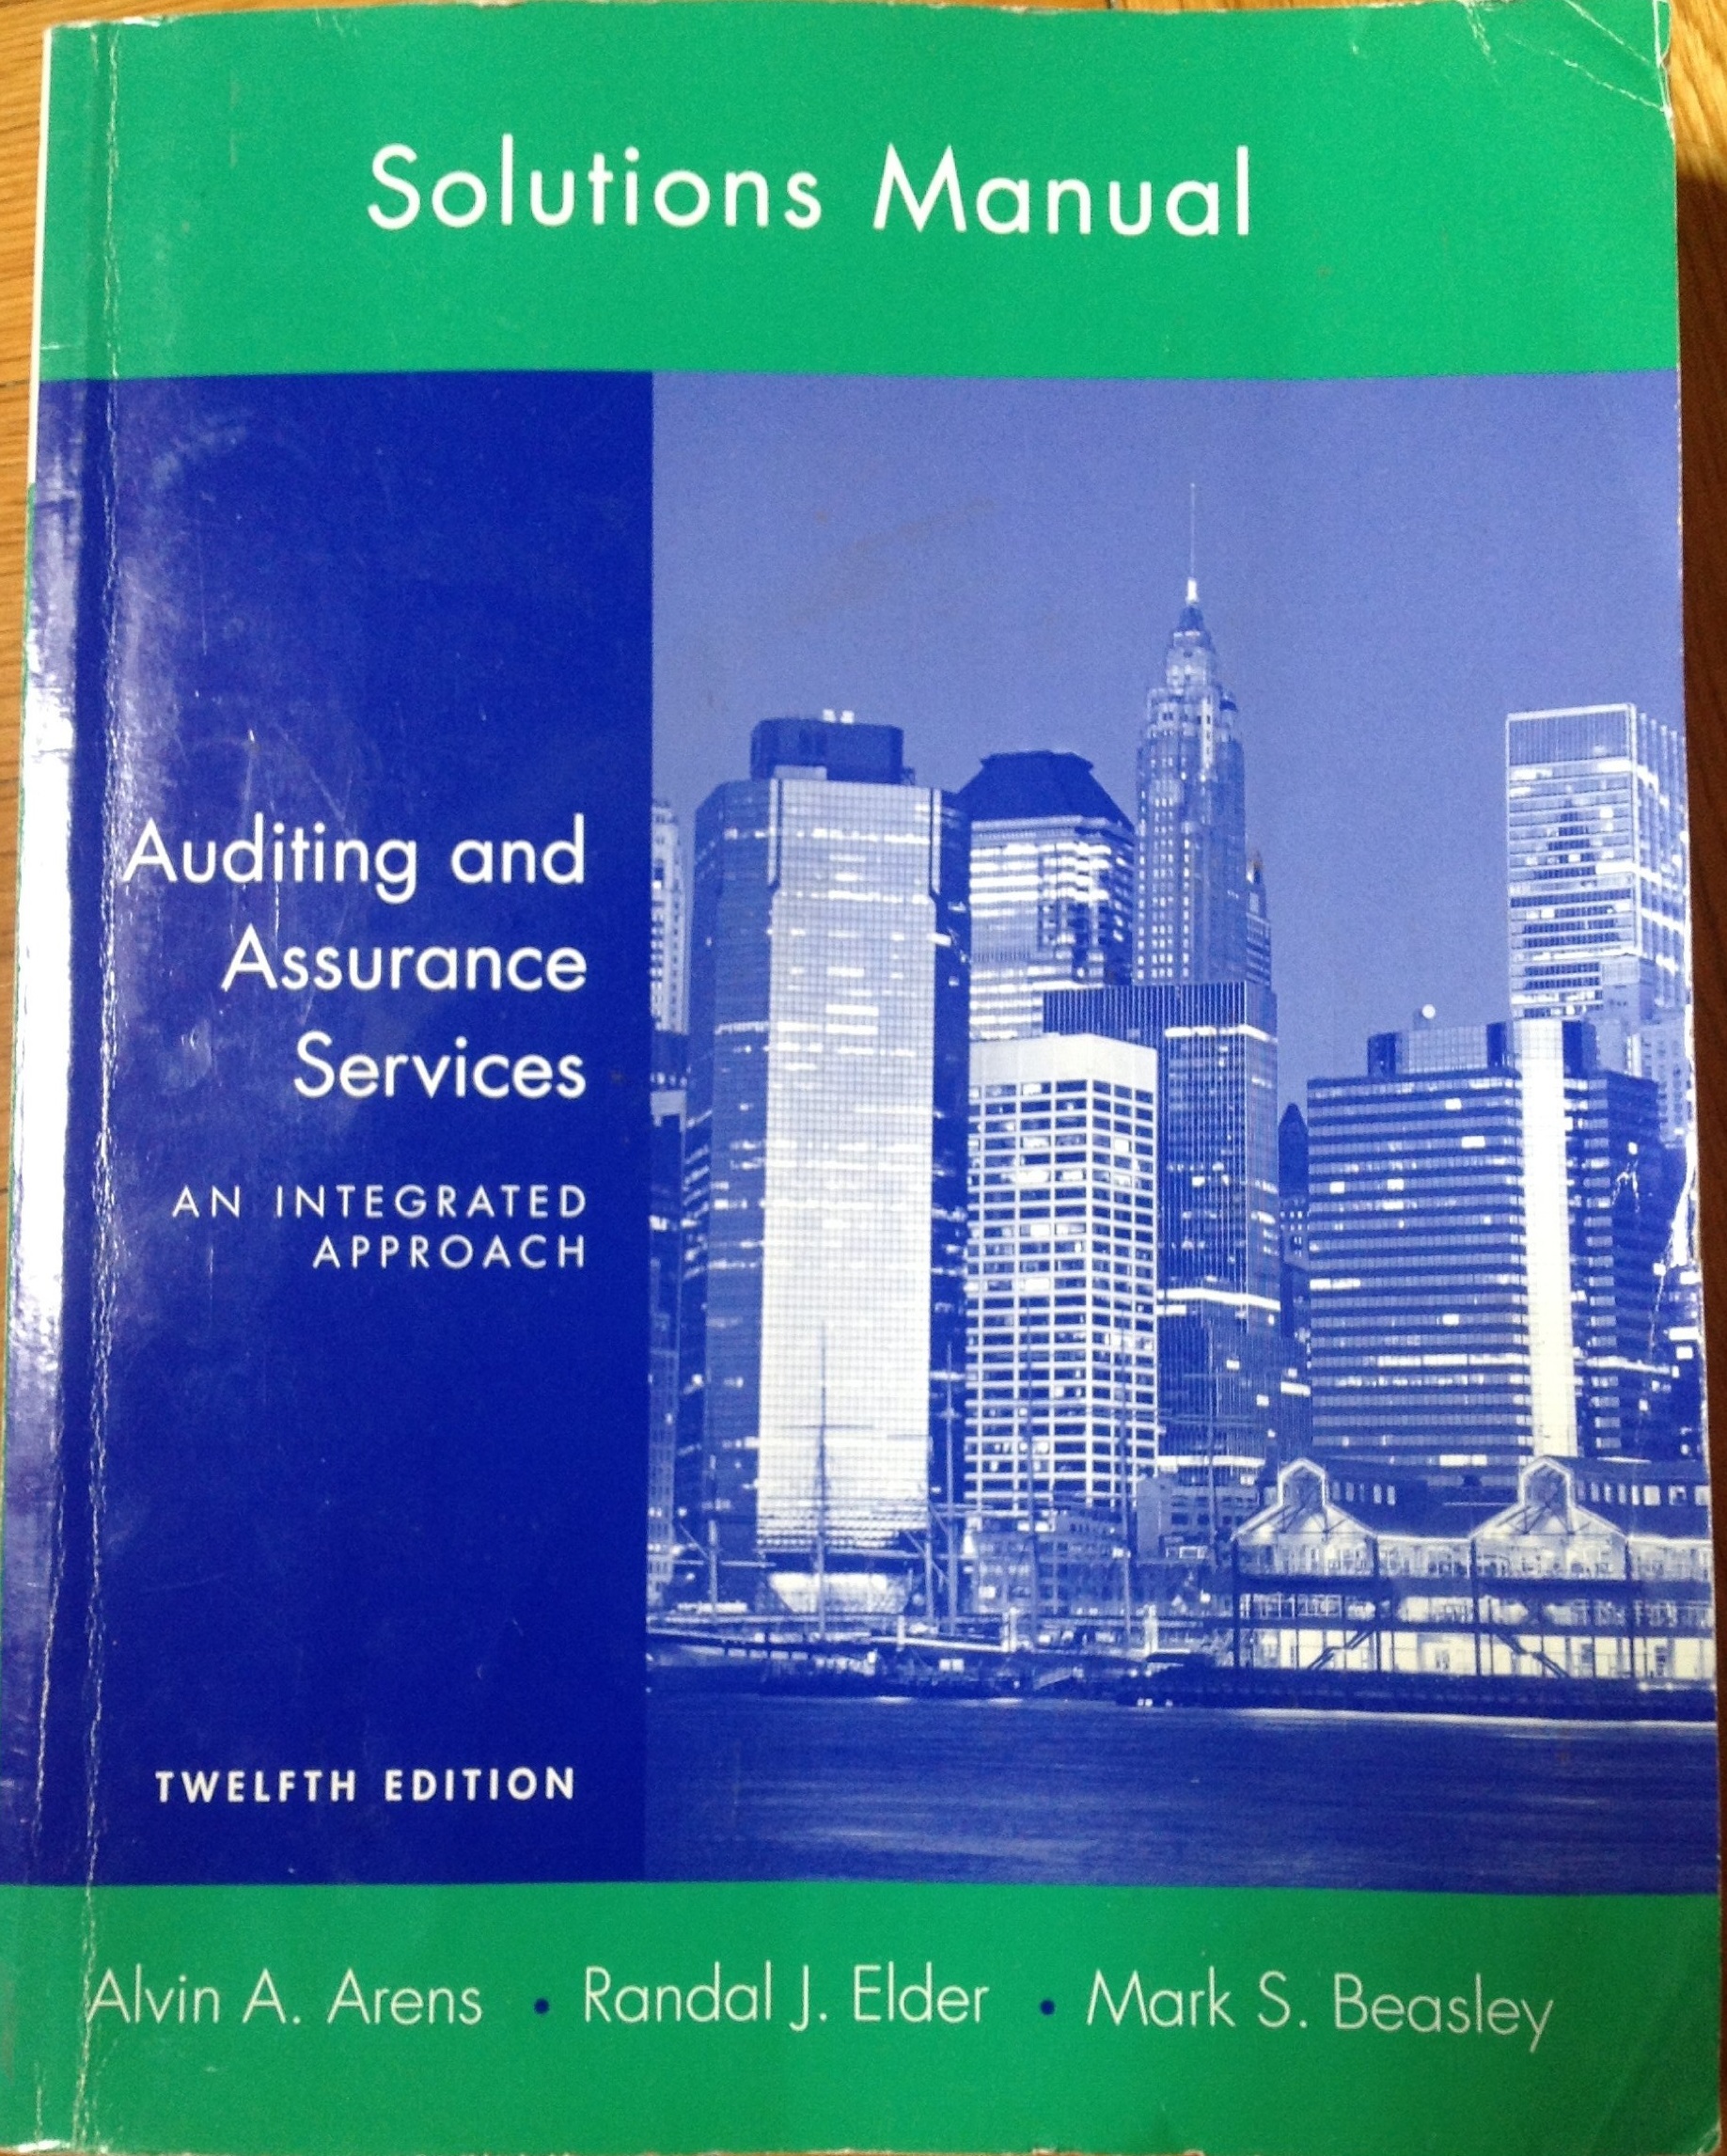 Solutions Manual
Auditing and
Assurance
Services
AN INTEGRATED
APPROACH
TWELFTH EDITION
Alvin A. Arens • Randal J. Elder • Mark S. Beasley